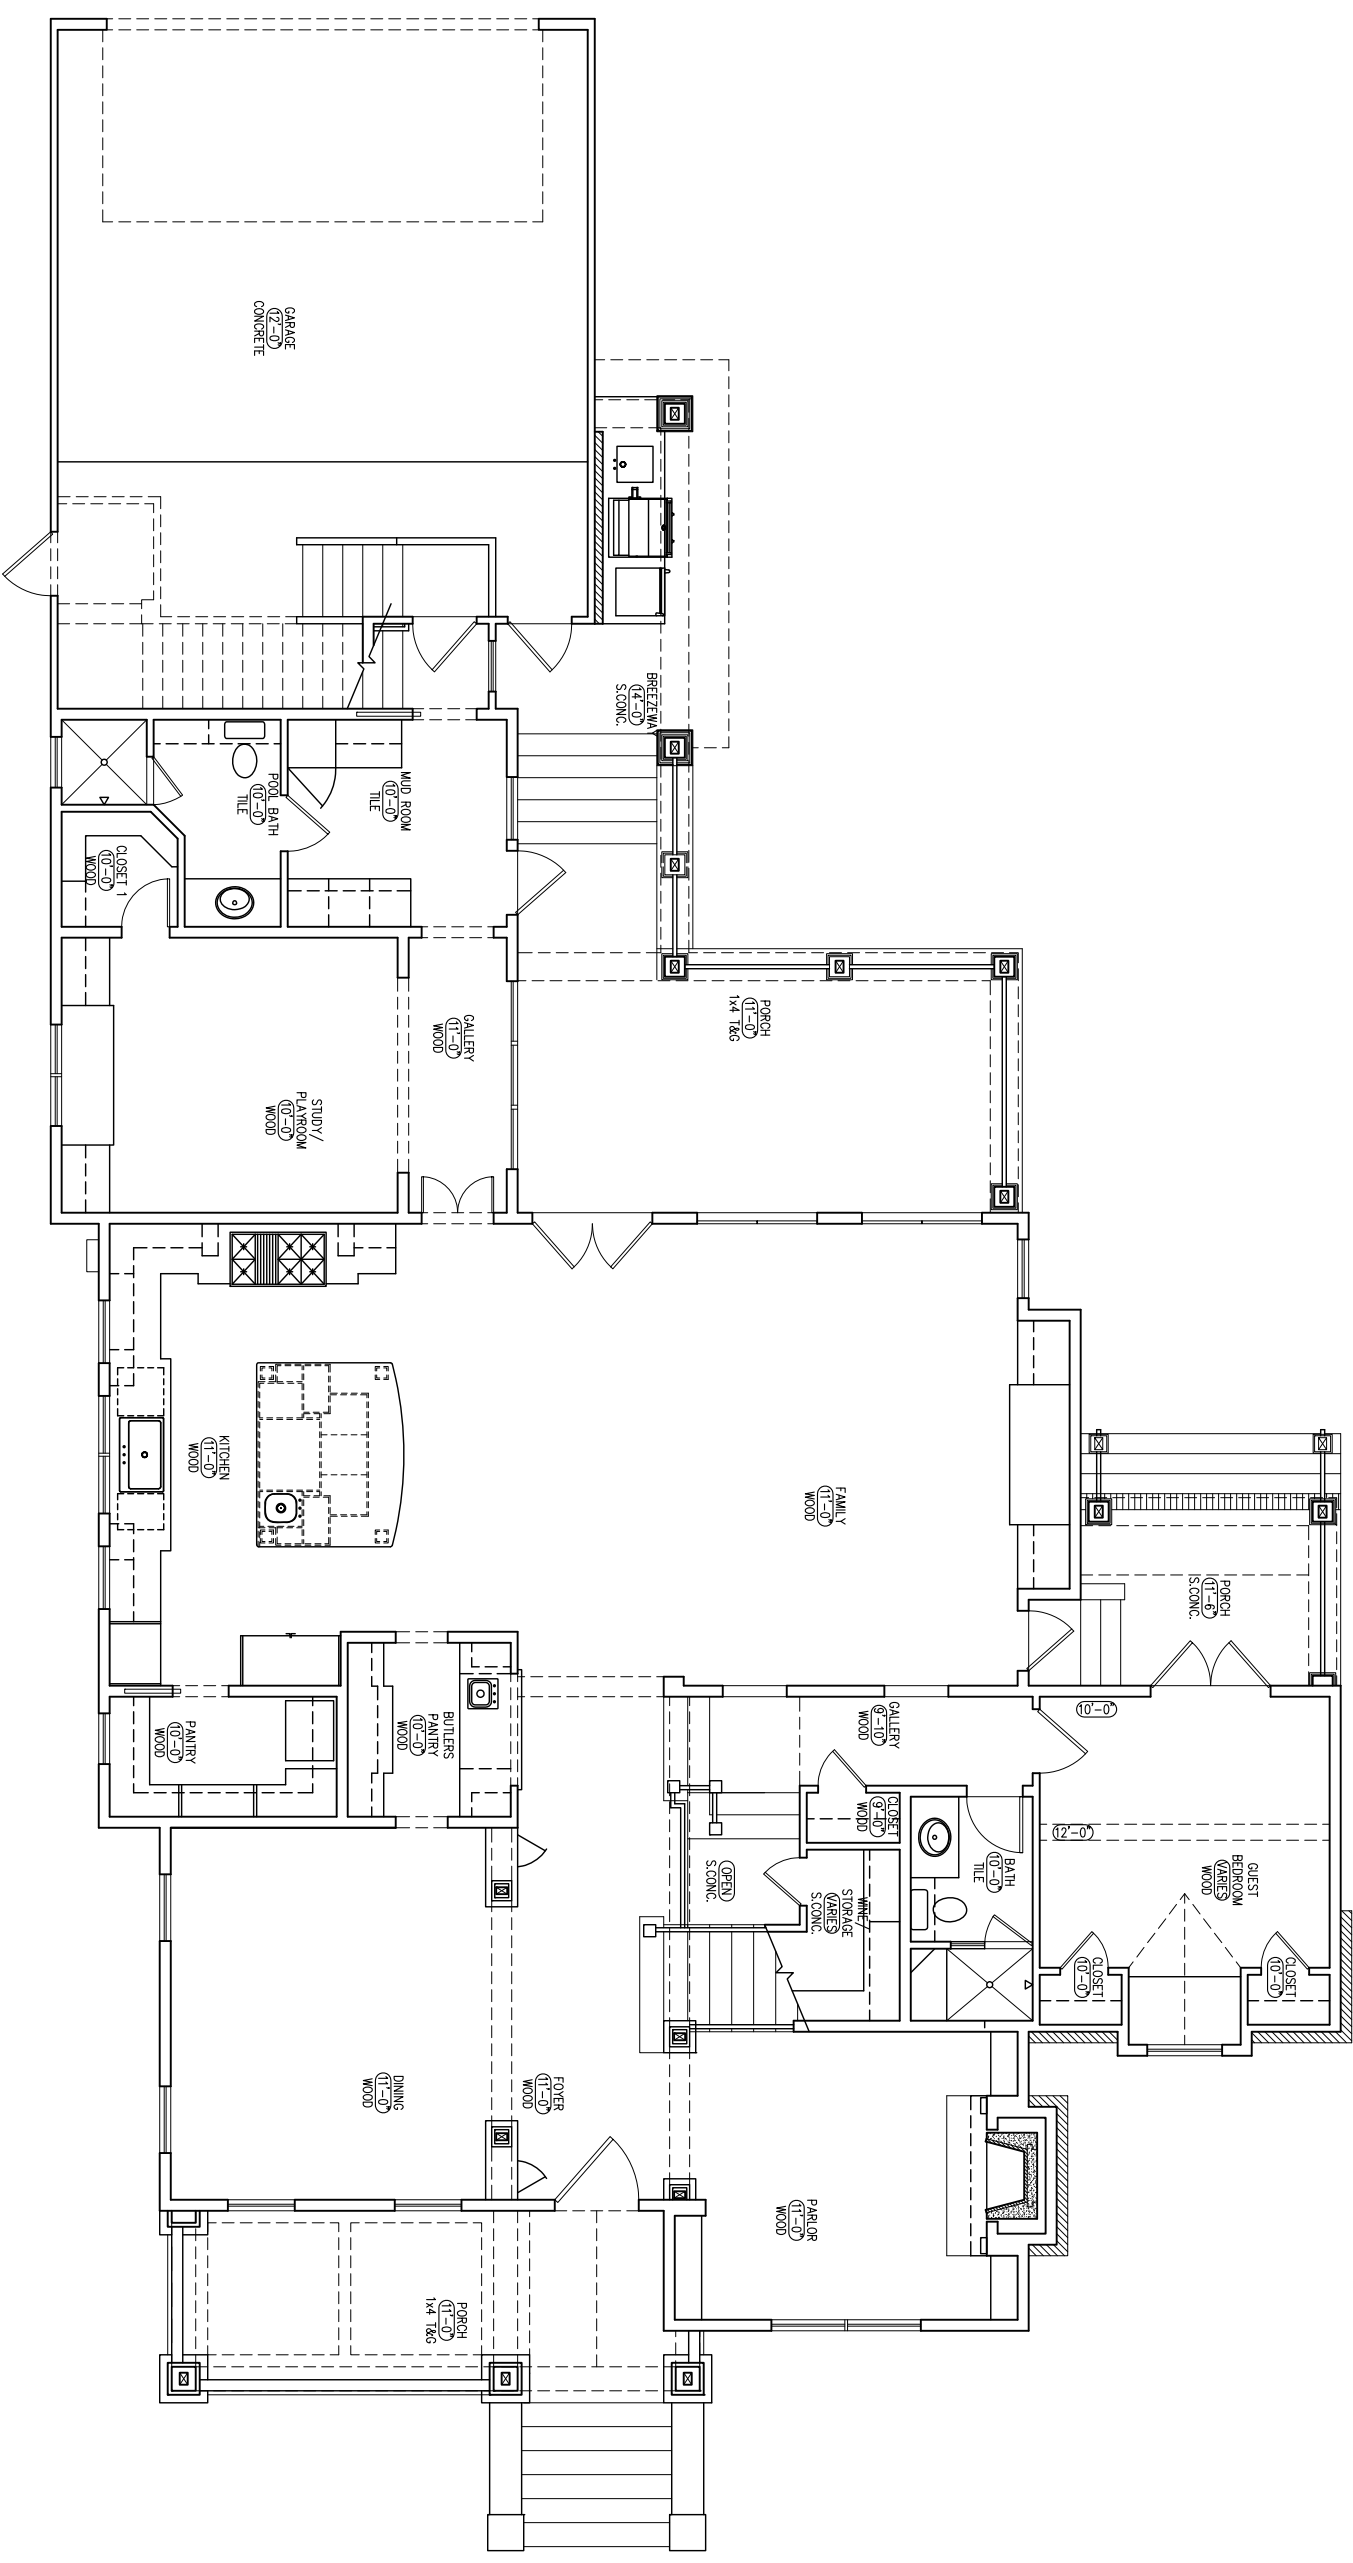 GARAGE
12'-0"
CONCRETE
BREEZEWA
14'-0"
S.CONC.
MUD ROOM
10'-0"
TILE
POOL BATH
10'-0"
TILE
CLOSET 1
10'-0"
WOOD
PORCH
11'-0"
1x4 T&G
GALLERY
11'-0"
WOOD
STUDY/
PLAYROOM
10'-0"
WOOD
KITCHEN
11'-0"
WOOD
FAMILY
11'-0"
WOOD
PORCH
11'-6"
S.CONC.
PANTRY
10'-0"
WOOD
BUTLERS
PANTRY
10'-0"
WOOD
GALLERY
9'-10"
WOOD
10'-0"
12'-0"
GUEST
BEDROOM
VARIES
WOOD
CLOSET
9'-10"
WOOD
BATH
10'-0"
TILE
OPEN
S.CONC.
WINE/
STORAGE
VARIES
S.CONC.
CLOSET
10'-0"
CLOSET
10'-0"
DINING
11'-0"
WOOD
FOYER
11'-0"
WOOD
PARLOR
11'-0"
WOOD
PORCH
11'-0"
1x4 T&G